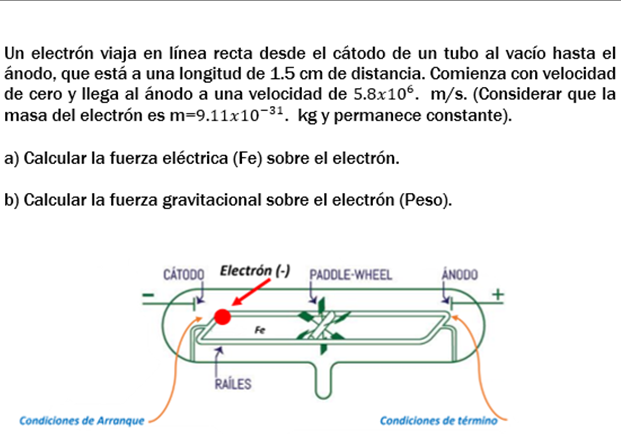 Un electrón viaja en línea recta desde el cátodo de un tubo al vacío hasta el
ánodo, que está a una longitud de 1.5 cm de distancia. Comienza con velocidad
de cero y llega al ánodo a una velocidad de 5.8x10⁶. m/s. (Considerar que la
masa del electrón es m=9.11x10⁻³¹. kg y permanece constante).
a) Calcular la fuerza eléctrica (Fe) sobre el electrón.
b) Calcular la fuerza gravitacional sobre el electrón (Peso).
CÁTODO Electrón (-) PADDLE-WHEEL ÁNODO
− +
Fe
RAÍLES
Condiciones de Arranque Condiciones de término